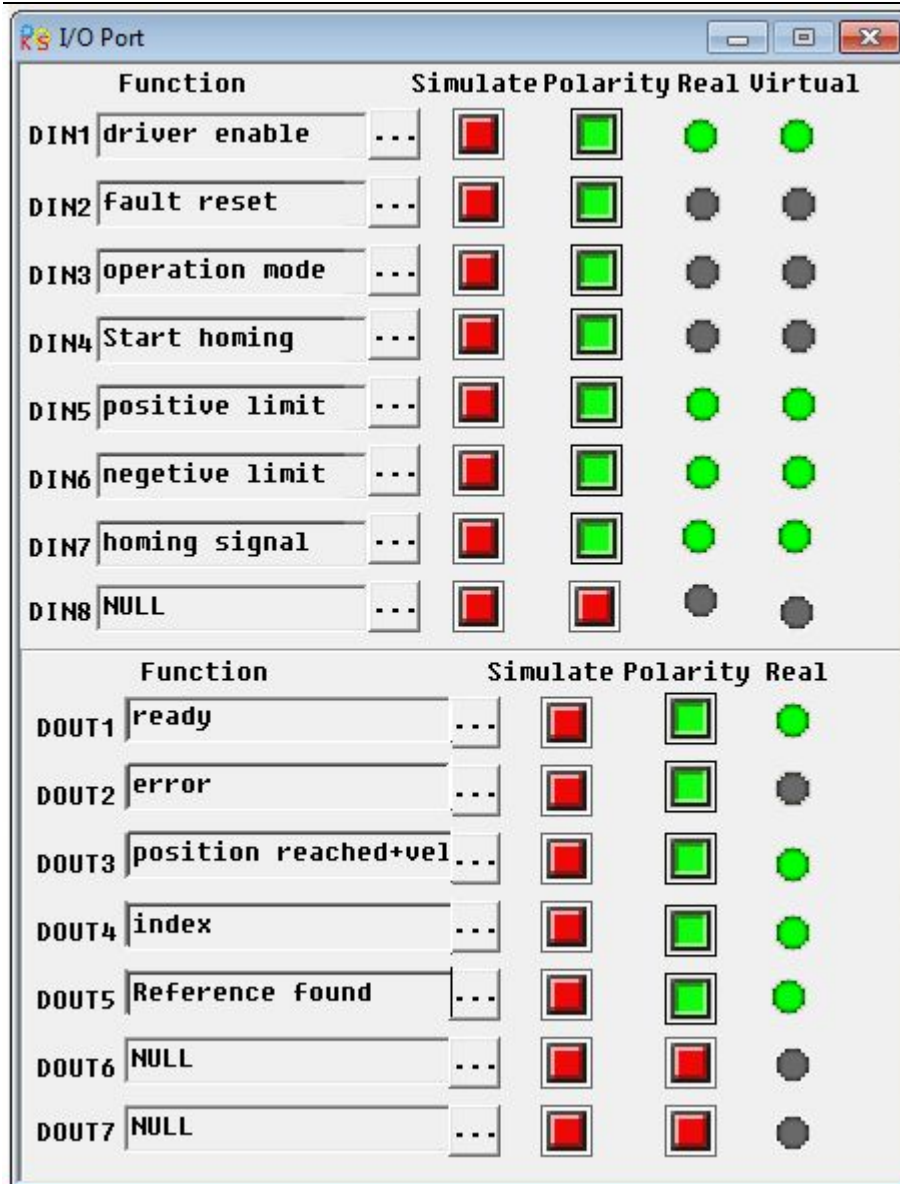 I/O Port
Function Simulate Polarity Real Virtual
DIN1 driver enable ...
DIN2 fault reset ...
DIN3 operation mode ...
DIN4 Start homing ...
DIN5 positive limit ...
DIN6 negetive limit ...
DIN7 homing signal ...
DIN8 NULL ...
Function Simulate Polarity Real
DOUT1 ready ...
DOUT2 error ...
DOUT3 position reached+vel ...
DOUT4 index ...
DOUT5 Reference found ...
DOUT6 NULL ...
DOUT7 NULL ...